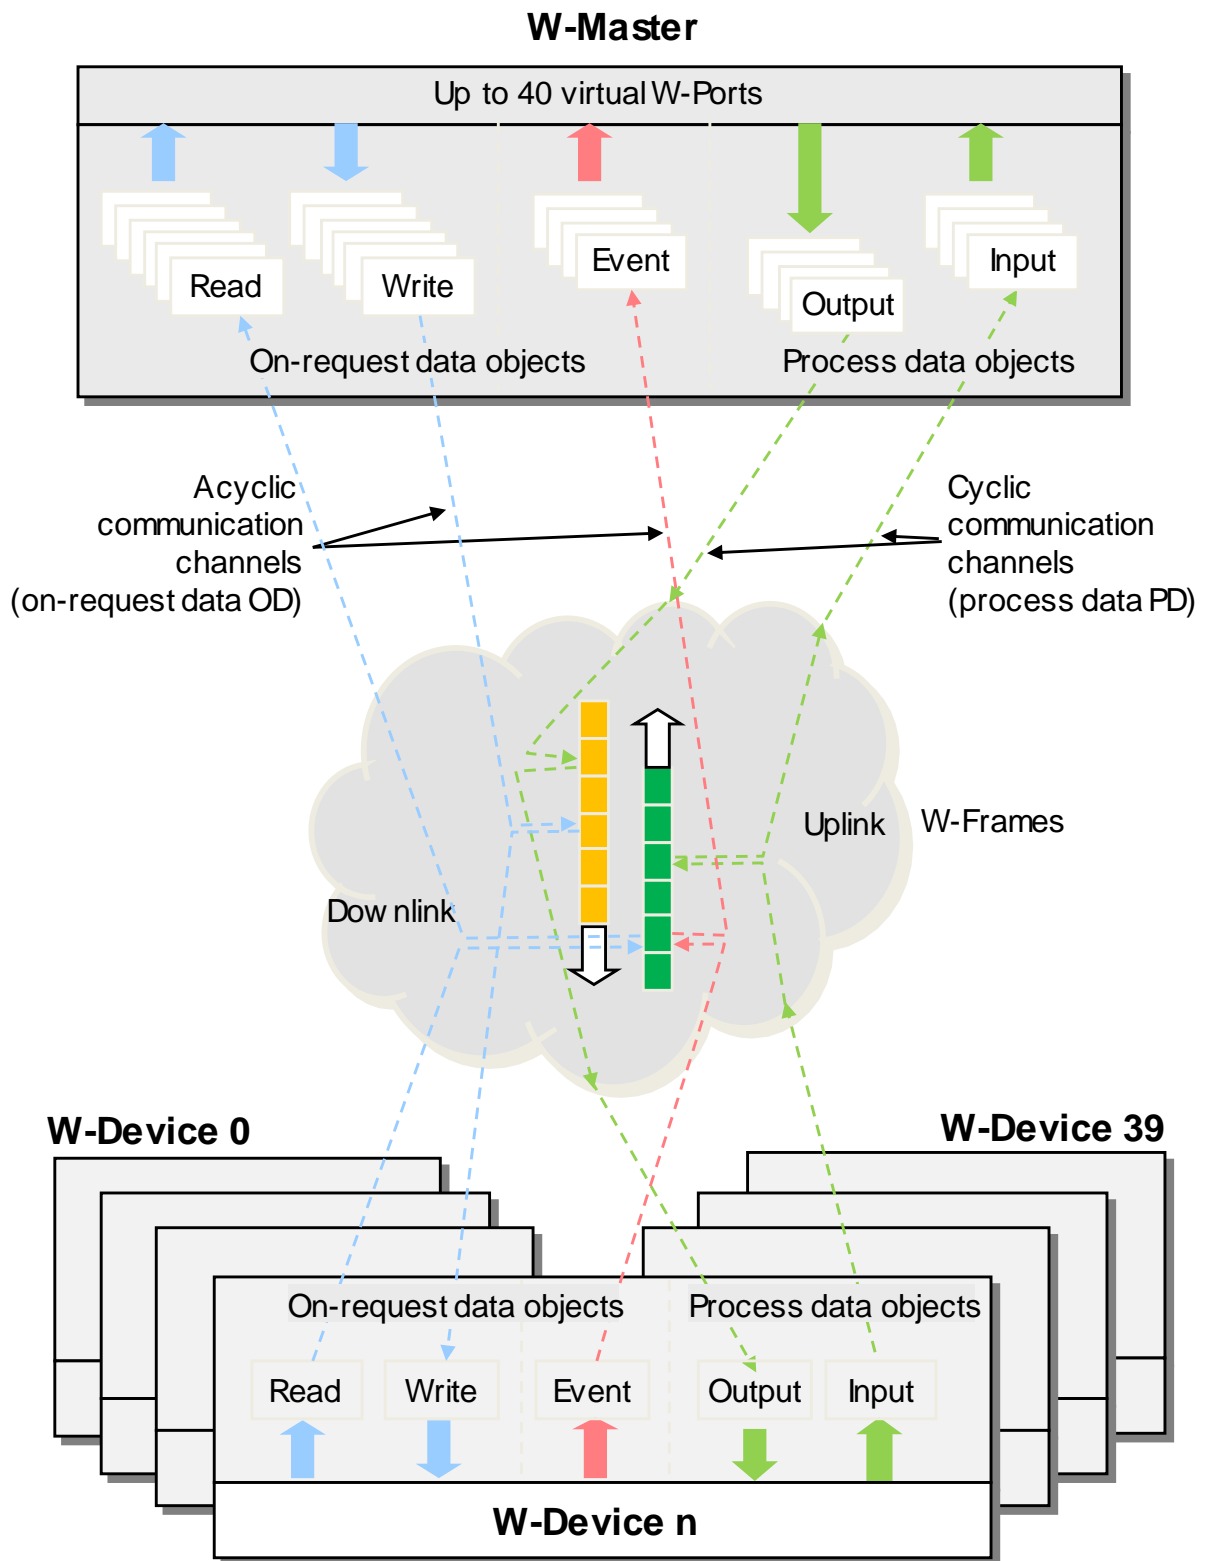 W-Master
Up to 40 virtual W-Ports
Read
Write
Event
Output
Input
On-request data objects
Process data objects
Acyclic
communication
channels
(on-request data OD)
Cyclic
communication
channels
(process data PD)
Uplink
W-Frames
Downlink
W-Device 0
W-Device 39
On-request data objects
Process data objects
Read
Write
Event
Output
Input
W-Device n